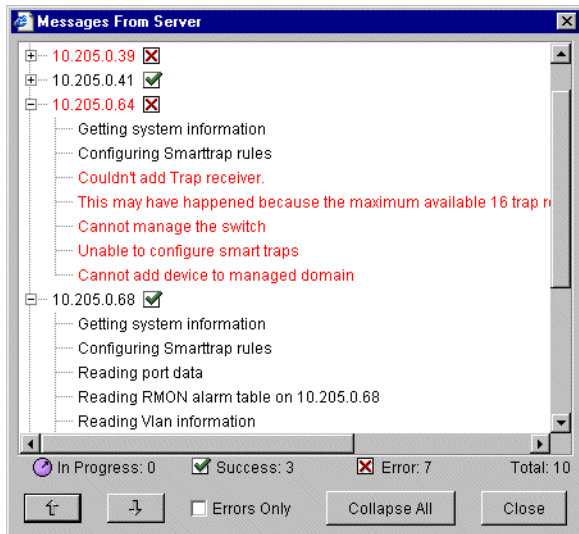 Messages From Server
10.205.0.39
10.205.0.41
10.205.0.64
Getting system information
Configuring Smarttrap rules
Couldn't add Trap receiver.
This may have happened because the maximum available 16 trap
Cannot manage the switch
Unable to configure smart traps
Cannot add device to managed domain
10.205.0.68
Getting system information
Configuring Smarttrap rules
Reading port data
Reading RMON alarm table on 10.205.0.68
Reading Vlan information
In Progress: 0 Success: 3 Error: 7 Total: 10
Errors Only Collapse All Close